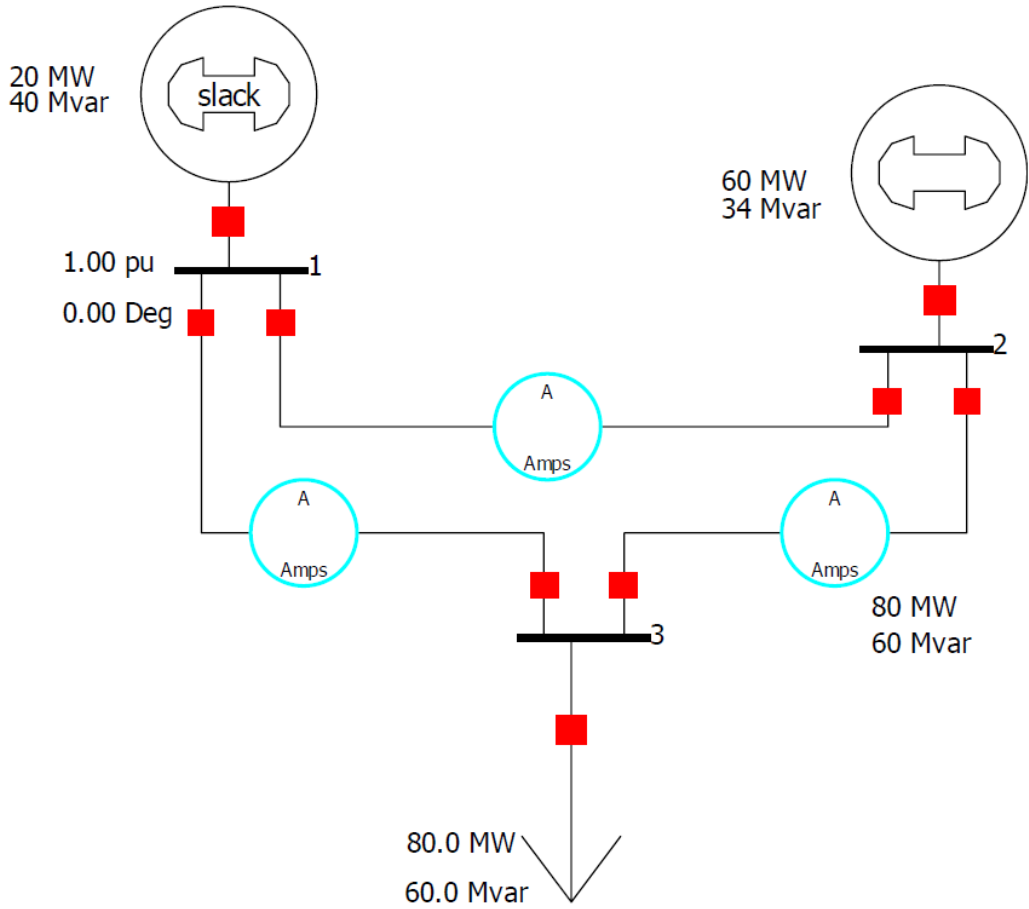 20 MW
40 Mvar
slack
60 MW
34 Mvar
1.00 pu
1
0.00 Deg
2
A
Amps
A
Amps
A
Amps
80 MW
60 Mvar
3
80.0 MW
60.0 Mvar